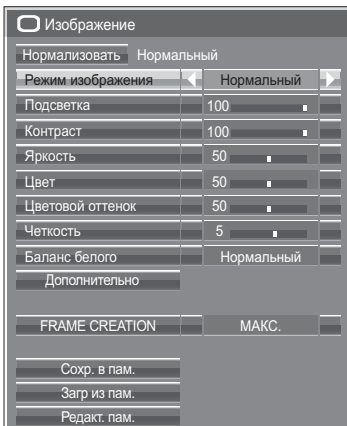 Изображение
Нормализовать Нормальный
Режим изображения Нормальный
Подсветка 100
Контраст 100
Яркость 50
Цвет 50
Цветовой оттенок 50
Четкость 5
Баланс белого Нормальный
Дополнительно
FRAME CREATION МАКС.
Сохр. в пам.
Загр из пам.
Редакт. пам.